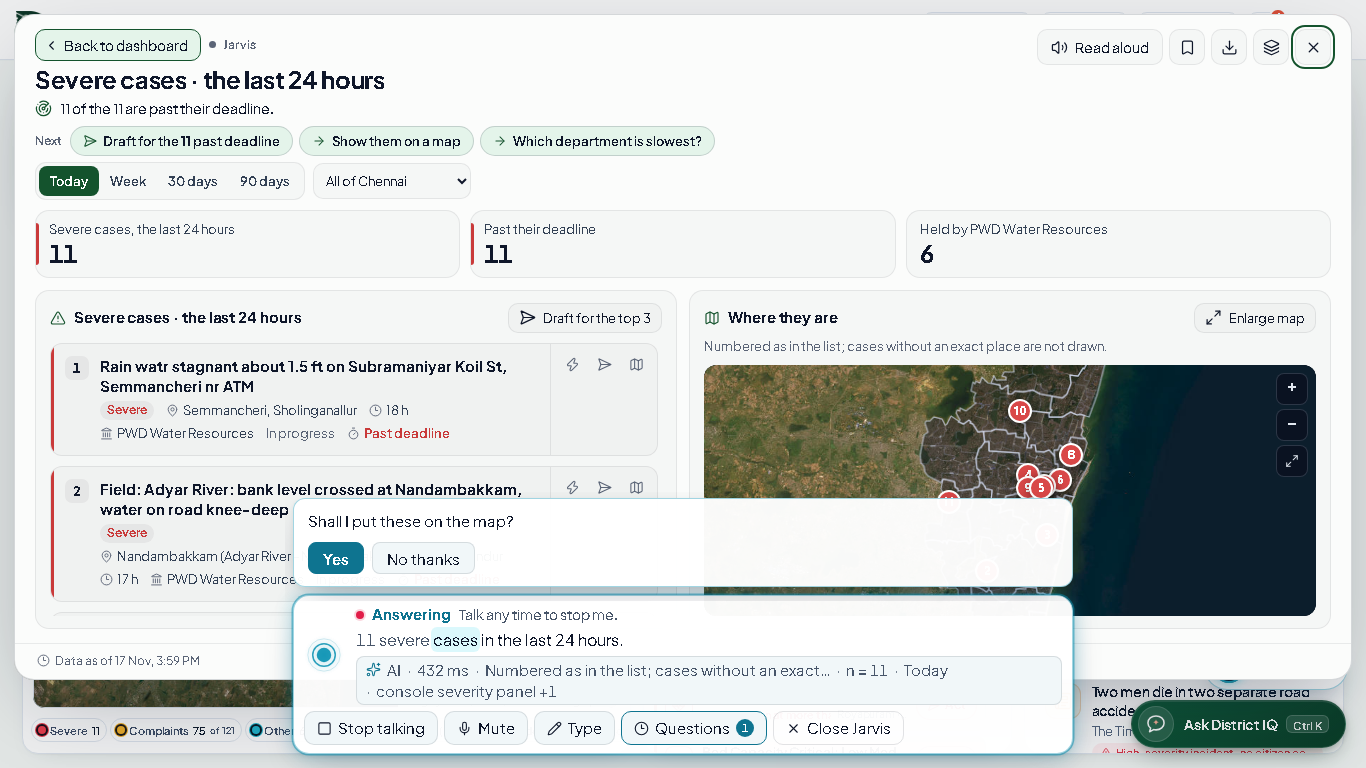 Back to dashboard
Jarvis
Read aloud
Severe cases · the last 24 hours
11 of the 11 are past their deadline.
Next
Draft for the 11 past deadline
Show them on a map
Which department is slowest?
Today
Week
30 days
90 days
All of Chennai
Severe cases, the last 24 hours
11
Past their deadline
11
Held by PWD Water Resources
6
Severe cases · the last 24 hours
Draft for the top 3
1
Rain watr stagnant about 1.5 ft on Subramaniyar Koil St,
Semmancheri nr ATM
Severe
Semmancheri, Sholinganallur
18 h
PWD Water Resources
In progress
Past deadline
2
Field: Adyar River: bank level crossed at Nandambakkam,
water on road knee-deep
Severe
Nandambakkam (Adyar River
17 h
PWD Water Resource
Where they are
Enlarge map
Numbered as in the list; cases without an exact place are not drawn.
10
8
4
6
9
5
3
+
−
Shall I put these on the map?
Yes
No thanks
Answering
Talk any time to stop me.
11 severe cases in the last 24 hours.
AI · 432 ms · Numbered as in the list; cases without an exact… · n = 11 · Today
· console severity panel +1
Stop talking
Mute
Type
Questions 1
Close Jarvis
Data as of 17 Nov, 3:59 PM
Severe 11
Complaints 75 of 121
Othe
Two men die in two separate road
accide
The Tim
Ask District IQ
Ctrl K